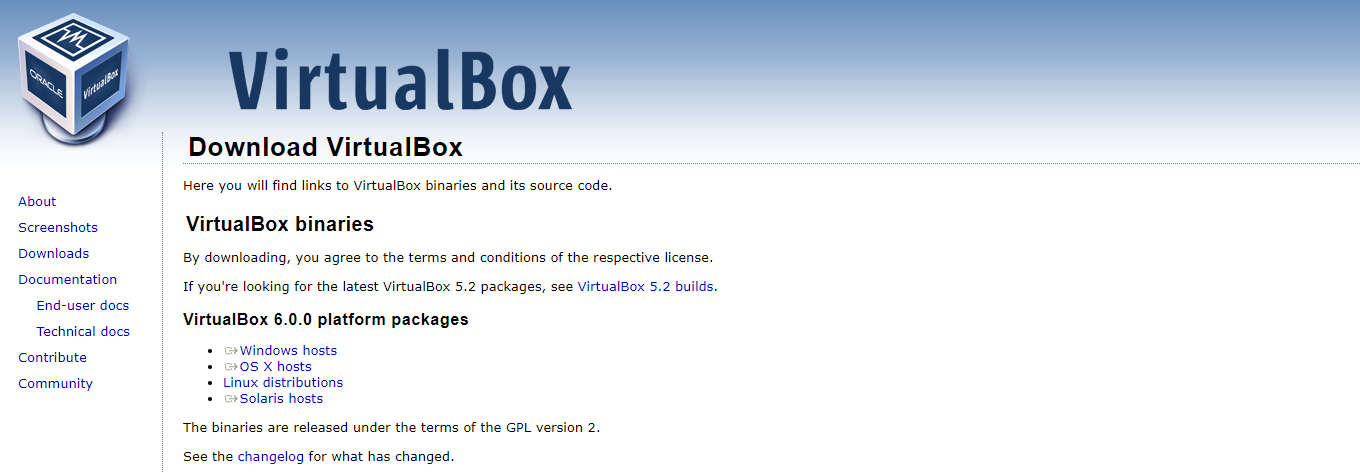 ORACLE
VirtualBox
VirtualBox
Download VirtualBox
Here you will find links to VirtualBox binaries and its source code.
About
Screenshots
Downloads
Documentation
End-user docs
Technical docs
Contribute
Community
VirtualBox binaries
By downloading, you agree to the terms and conditions of the respective license.
If you're looking for the latest VirtualBox 5.2 packages, see VirtualBox 5.2 builds.
VirtualBox 6.0.0 platform packages
Windows hosts
OS X hosts
Linux distributions
Solaris hosts
The binaries are released under the terms of the GPL version 2.
See the changelog for what has changed.